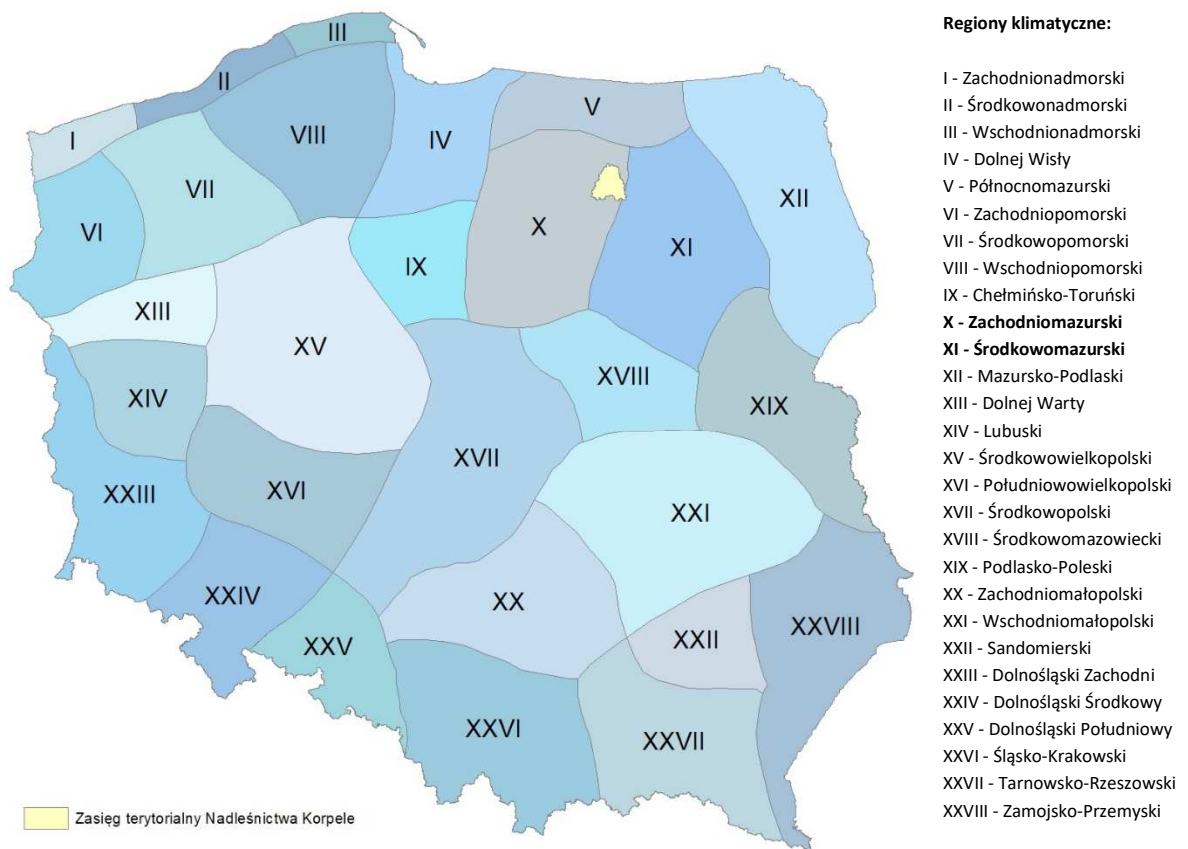 Regiony klimatyczne:
I - Zachodnionadmorski
II - Środkowonadmorski
III - Wschodnionadmorski
IV - Dolnej Wisły
V - Północnomazurski
VI - Zachodniopomorski
VII - Środkowopomorski
VIII - Wschodniopomorski
IX - Chełmińsko-Toruński
X - Zachodniomazurski
XI - Środkowomazurski
XII - Mazursko-Podlaski
XIII - Dolnej Warty
XIV - Lubuski
XV - Środkowowielkopolski
XVI - Południowowielkopolski
XVII - Środkowopolski
XVIII - Środkowomazowiecki
XIX - Podlasko-Poleski
XX - Zachodniomałopolski
XXI - Wschodniomałopolski
XXII - Sandomierski
XXIII - Dolnośląski Zachodni
XXIV - Dolnośląski Środkowy
XXV - Dolnośląski Południowy
XXVI - Śląsko-Krakowski
XXVII - Tarnowsko-Rzeszowski
XXVIII - Zamojsko-Przemyski
III
II
I
V
VIII
IV
VII
XII
VI
X
XI
IX
XIII
XV
XVIII
XIV
XIX
XVII
XVI
XXIII
XXI
XXIV
XX
XXVIII
XXII
XXV
XXVI
XXVII
Zasięg terytorialny Nadleśnictwa Korpele